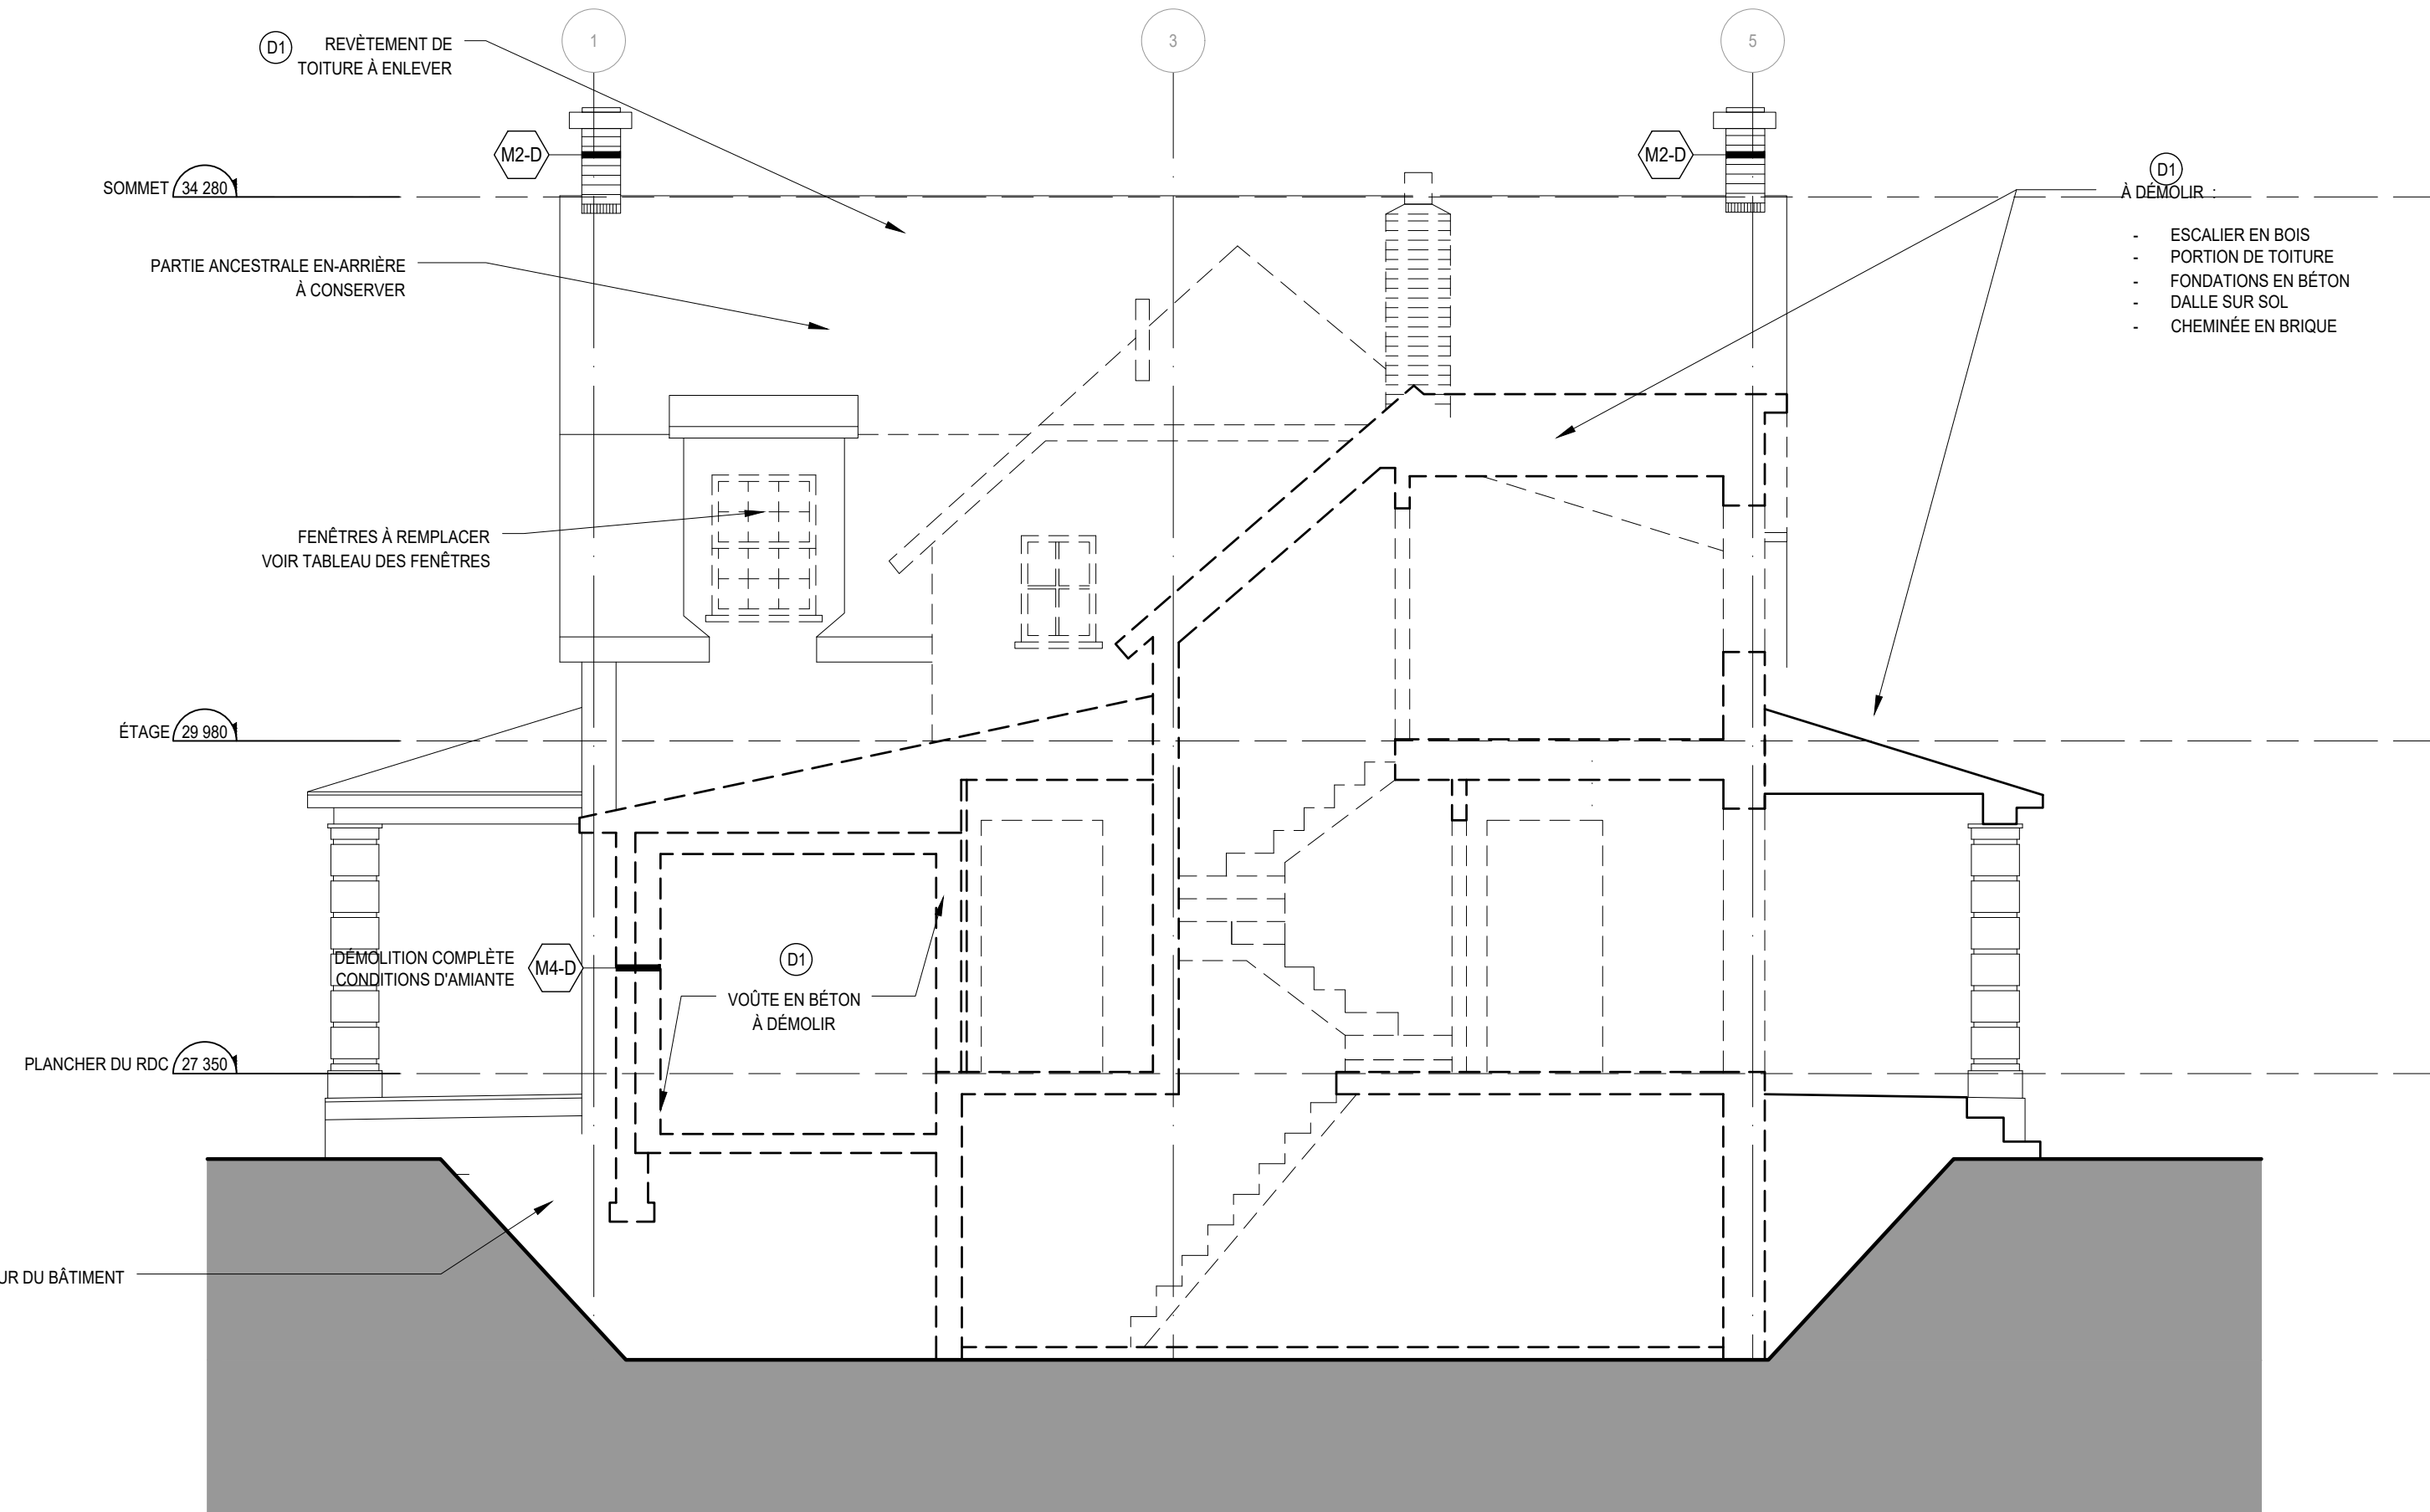 1
3
5
D1
REVÈTEMENT DE
TOITURE À ENLEVER
M2-D
M2-D
D1
À DÉMOLIR :
SOMMET 34 280
- ESCALIER EN BOIS
- PORTION DE TOITURE
- FONDATIONS EN BÉTON
- DALLE SUR SOL
- CHEMINÉE EN BRIQUE
PARTIE ANCESTRALE EN-ARRIÈRE
À CONSERVER
FENÊTRES À REMPLACER
VOIR TABLEAU DES FENÊTRES
ÉTAGE 29 980
DÉMOLITION COMPLÈTE
CONDITIONS D'AMIANTE
M4-D
D1
VOÛTE EN BÉTON
À DÉMOLIR
PLANCHER DU RDC 27 350
UR DU BÂTIMENT